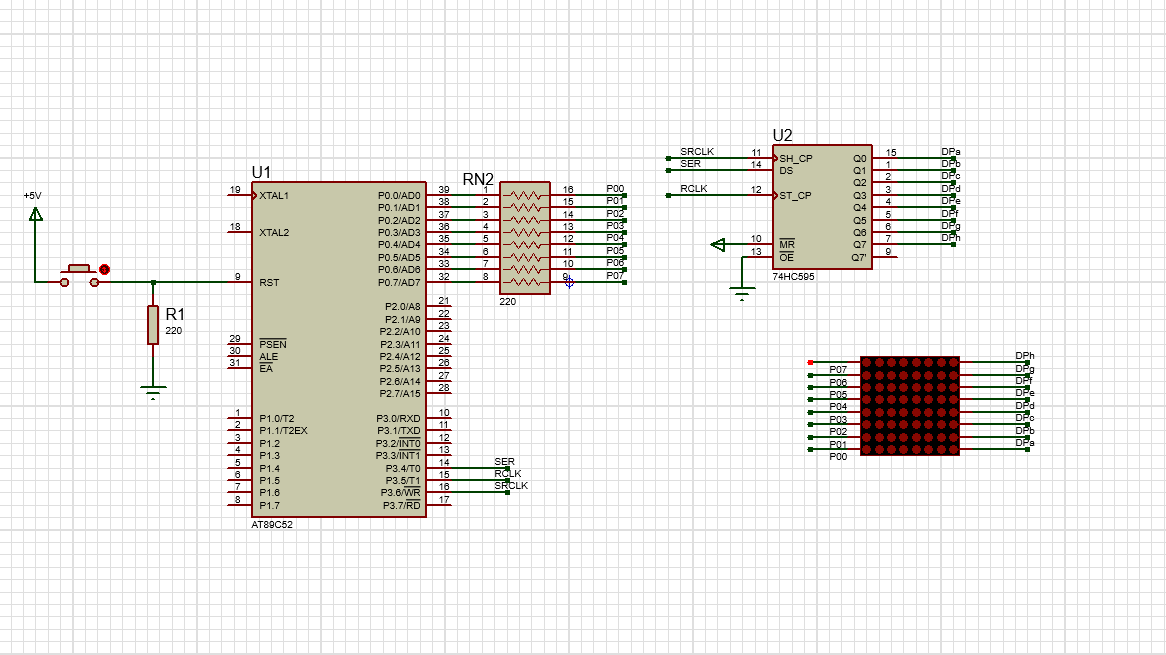 +5V
R1
220
U1
19
XTAL1
18
XTAL2
9
RST
29
PSEN
30
ALE
31
EA
1
P1.0/T2
2
P1.1/T2EX
3
P1.2
4
P1.3
5
P1.4
6
P1.5
7
P1.6
8
P1.7
P0.0/AD0
39
P0.1/AD1
38
P0.2/AD2
37
P0.3/AD3
36
P0.4/AD4
35
P0.5/AD5
34
P0.6/AD6
33
P0.7/AD7
32
P2.0/A8
21
P2.1/A9
22
P2.2/A10
23
P2.3/A11
24
P2.4/A12
25
P2.5/A13
26
P2.6/A14
27
P2.7/A15
28
P3.0/RXD
10
P3.1/TXD
11
P3.2/INT0
12
P3.3/INT1
13
P3.4/T0
14
SER
P3.5/T1
15
RCLK
P3.6/WR
16
SRCLK
P3.7/RD
17
AT89C52
RN2
1
16
P00
2
15
P01
3
14
P02
4
13
P03
5
12
P04
6
11
P05
7
10
P06
8
9
P07
220
U2
SRCLK
11
SH_CP
SER
14
DS
RCLK
12
ST_CP
10
MR
13
OE
Q0
15
DPa
Q1
1
DPb
Q2
2
DPc
Q3
3
DPd
Q4
4
DPe
Q5
5
DPf
Q6
6
DPg
Q7
7
DPh
Q7'
9
74HC595
P07
P06
P05
P04
P03
P02
P01
P00
DPh
DPg
DPf
DPe
DPd
DPc
DPb
DPa